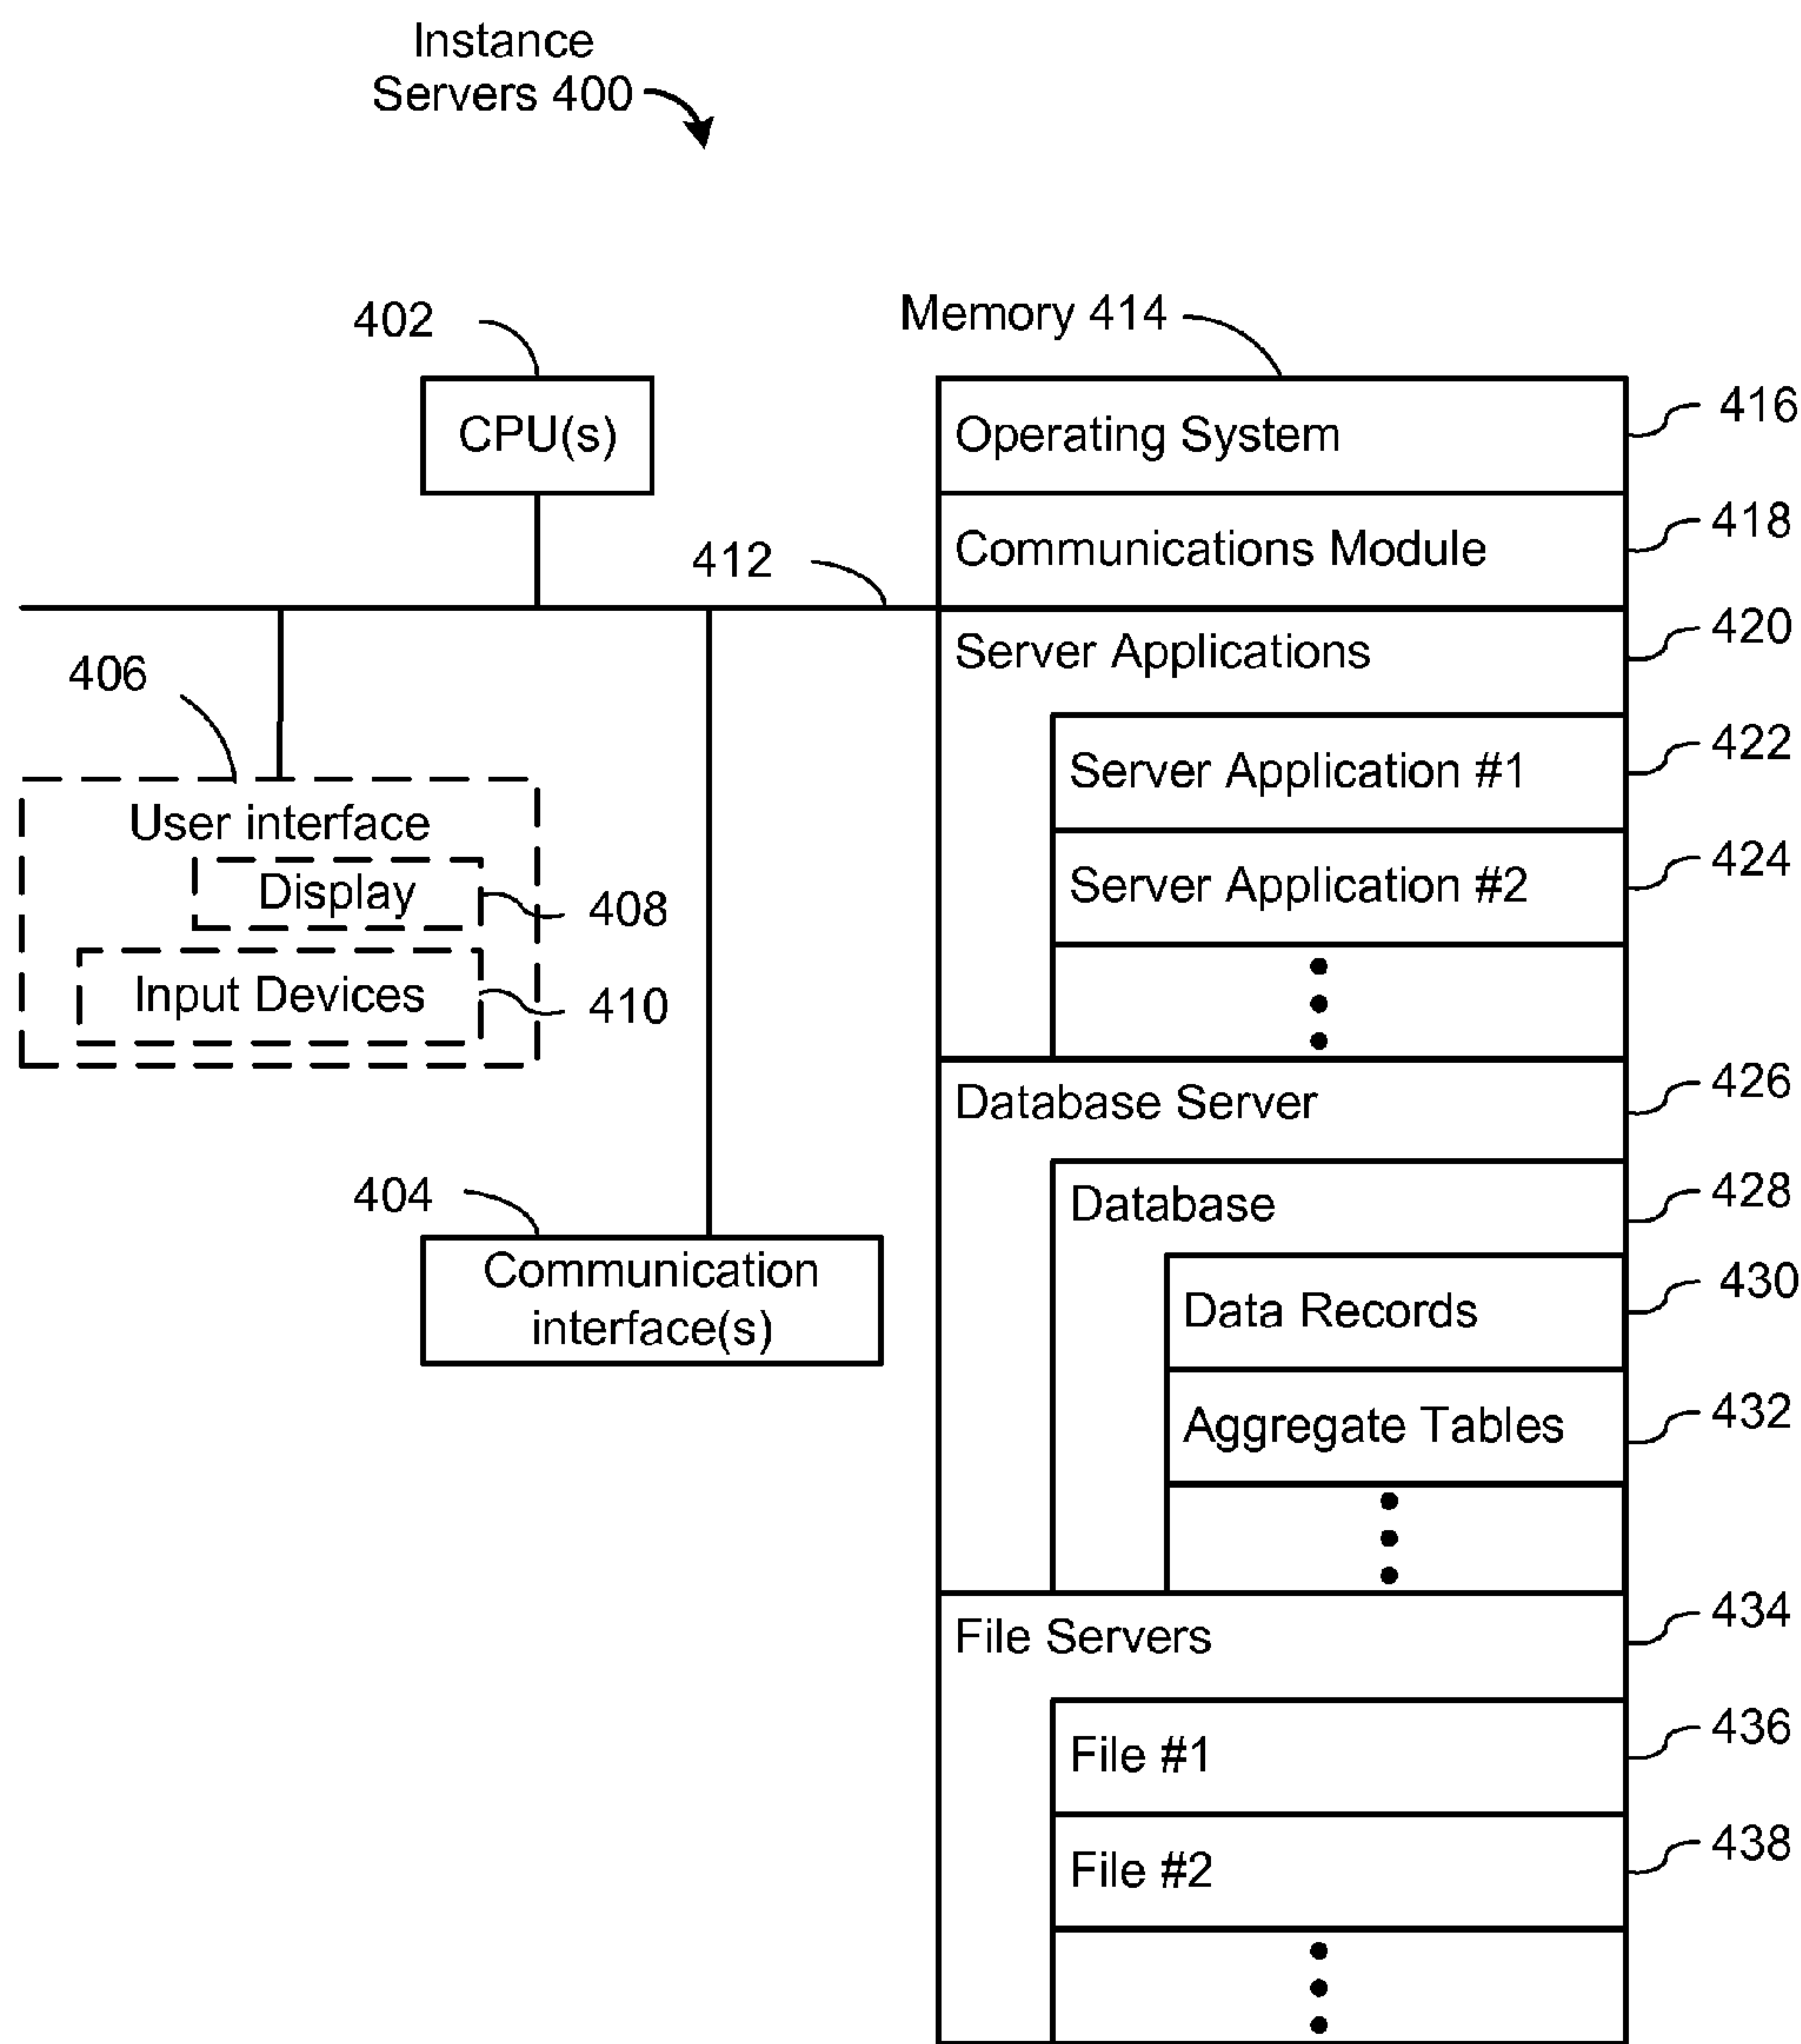 Instance
Servers 400
402
Memory 414
CPU(s)
Operating System
416
Communications Module
418
412
Server Applications
420
406
Server Application #1
422
User interface
Server Application #2
424
Display
408
Input Devices
410
Database Server
426
404
Database
428
Communication
interface(s)
Data Records
430
Aggregate Tables
432
File Servers
434
File #1
436
File #2
438